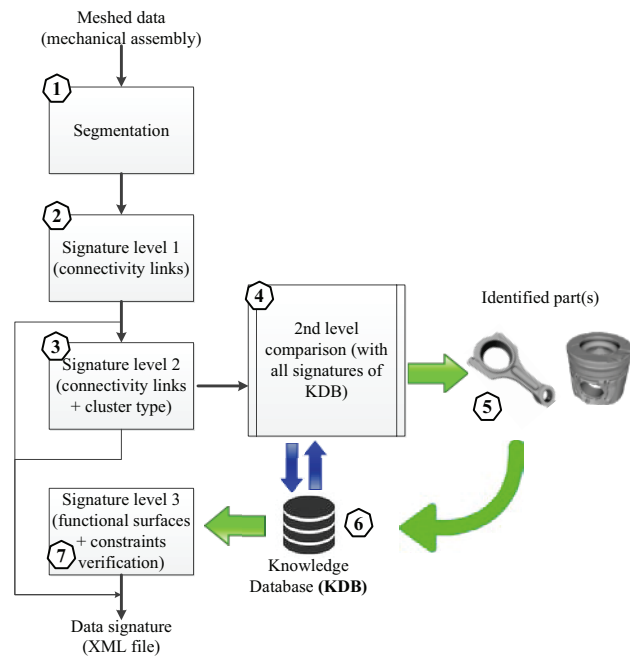 Meshed data
(mechanical assembly)
1
Segmentation
2
Signature level 1
(connectivity links)
3
Signature level 2
(connectivity links
+ cluster type)
4
2nd level
comparison (with
all signatures of
KDB)
Identified part(s)
5
6
Knowledge
Database (KDB)
Signature level 3
(functional surfaces
+ constraints
verification)
7
Data signature
(XML file)